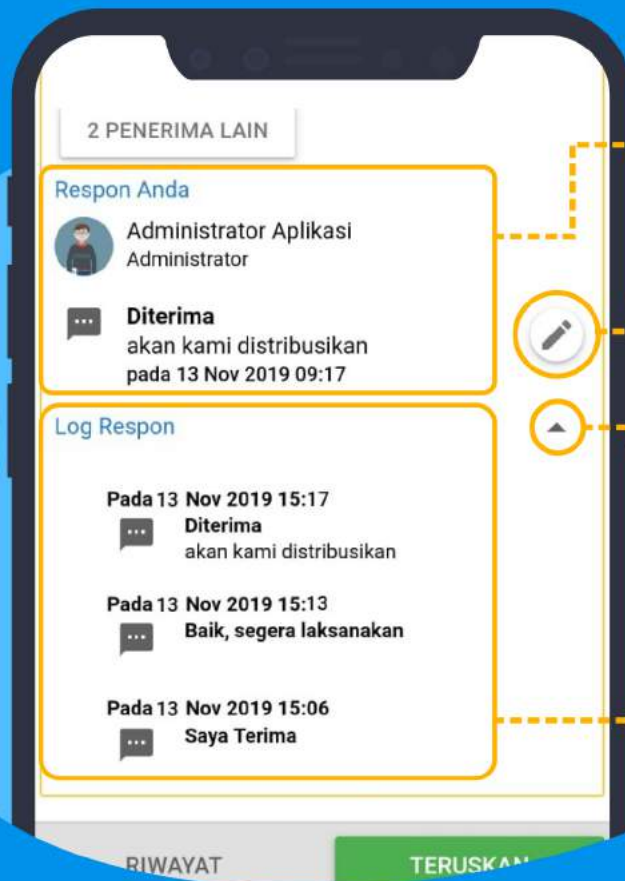 2 PENERIMA LAIN
Respon Anda
Administrator Aplikasi
Administrator
Diterima
akan kami distribusikan
pada 13 Nov 2019 09:17
Log Respon
Pada 13 Nov 2019 15:17
Diterima
akan kami distribusikan
Pada 13 Nov 2019 15:13
Baik, segera laksanakan
Pada 13 Nov 2019 15:06
Saya Terima
RIWAYAT
TERUSKAN